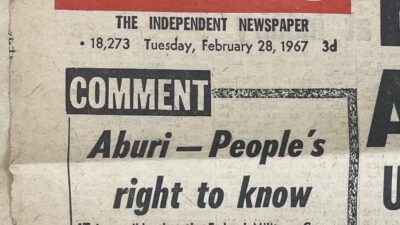 THE INDEPENDENT NEWSPAPER
• 18,273 Tuesday, February 28, 1967 3d
COMMENT
Aburi — People's
right to know